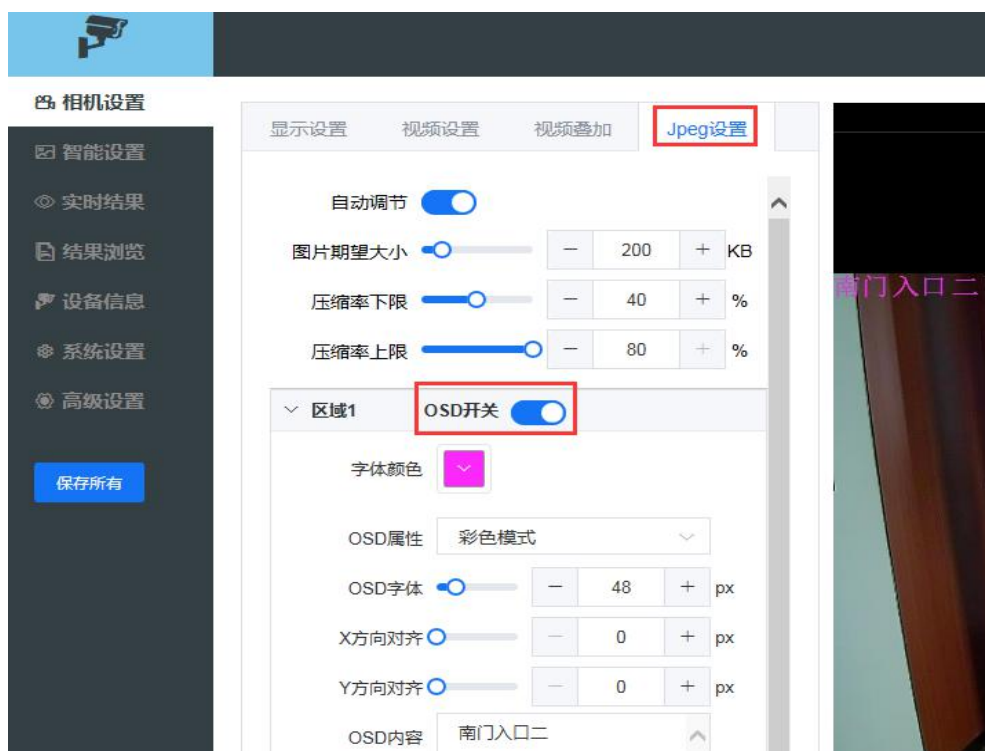 相机设置
智能设置
实时结果
结果浏览
设备信息
系统设置
高级设置
保存所有
显示设置 视频设置 视频叠加 Jpeg设置
自动调节
图片期望大小 200 KB
压缩率下限 40 %
压缩率上限 80 %
区域1 OSD开关
字体颜色
OSD属性 彩色模式
OSD字体 48 px
X方向对齐 0 px
Y方向对齐 0 px
OSD内容 南门入口二
南门入口二